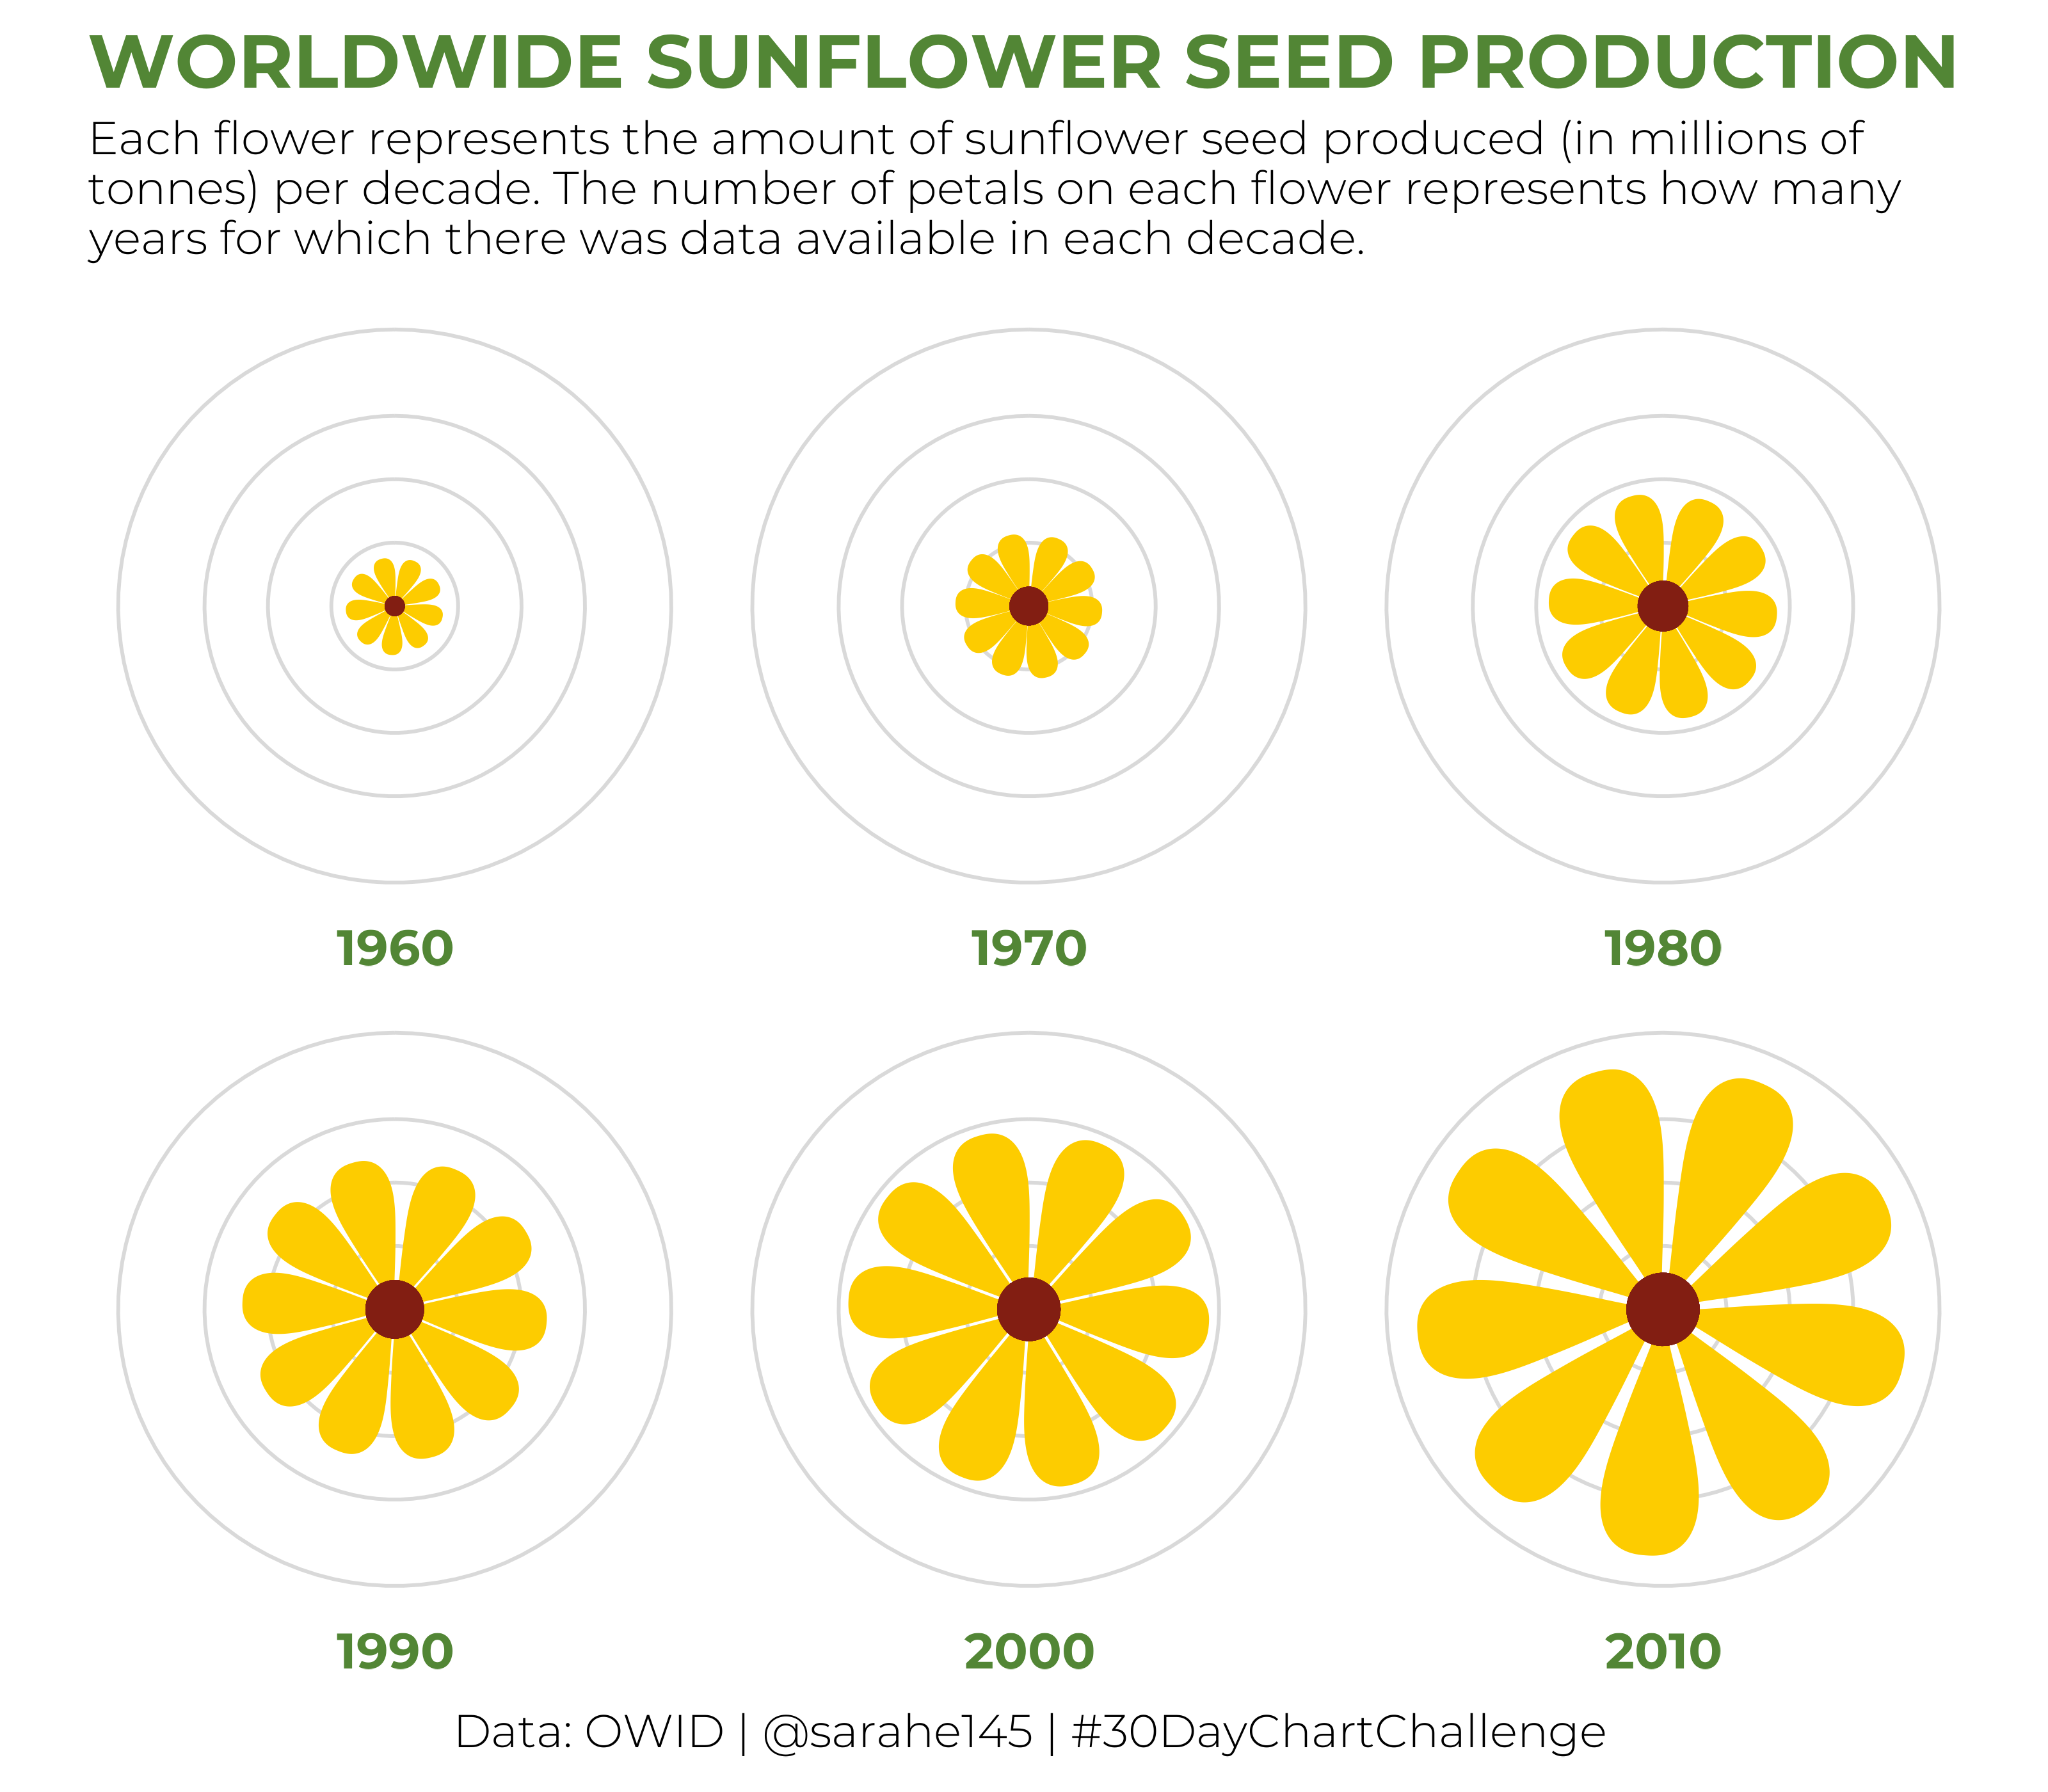 WORLDWIDE SUNFLOWER SEED PRODUCTION
Each flower represents the amount of sunflower seed produced (in millions of
tonnes) per decade. The number of petals on each flower represents how many
years for which there was data available in each decade.
1960
1970
1980
1990
2000
2010
Data: OWID | @sarahe145 | #30DayChartChallenge